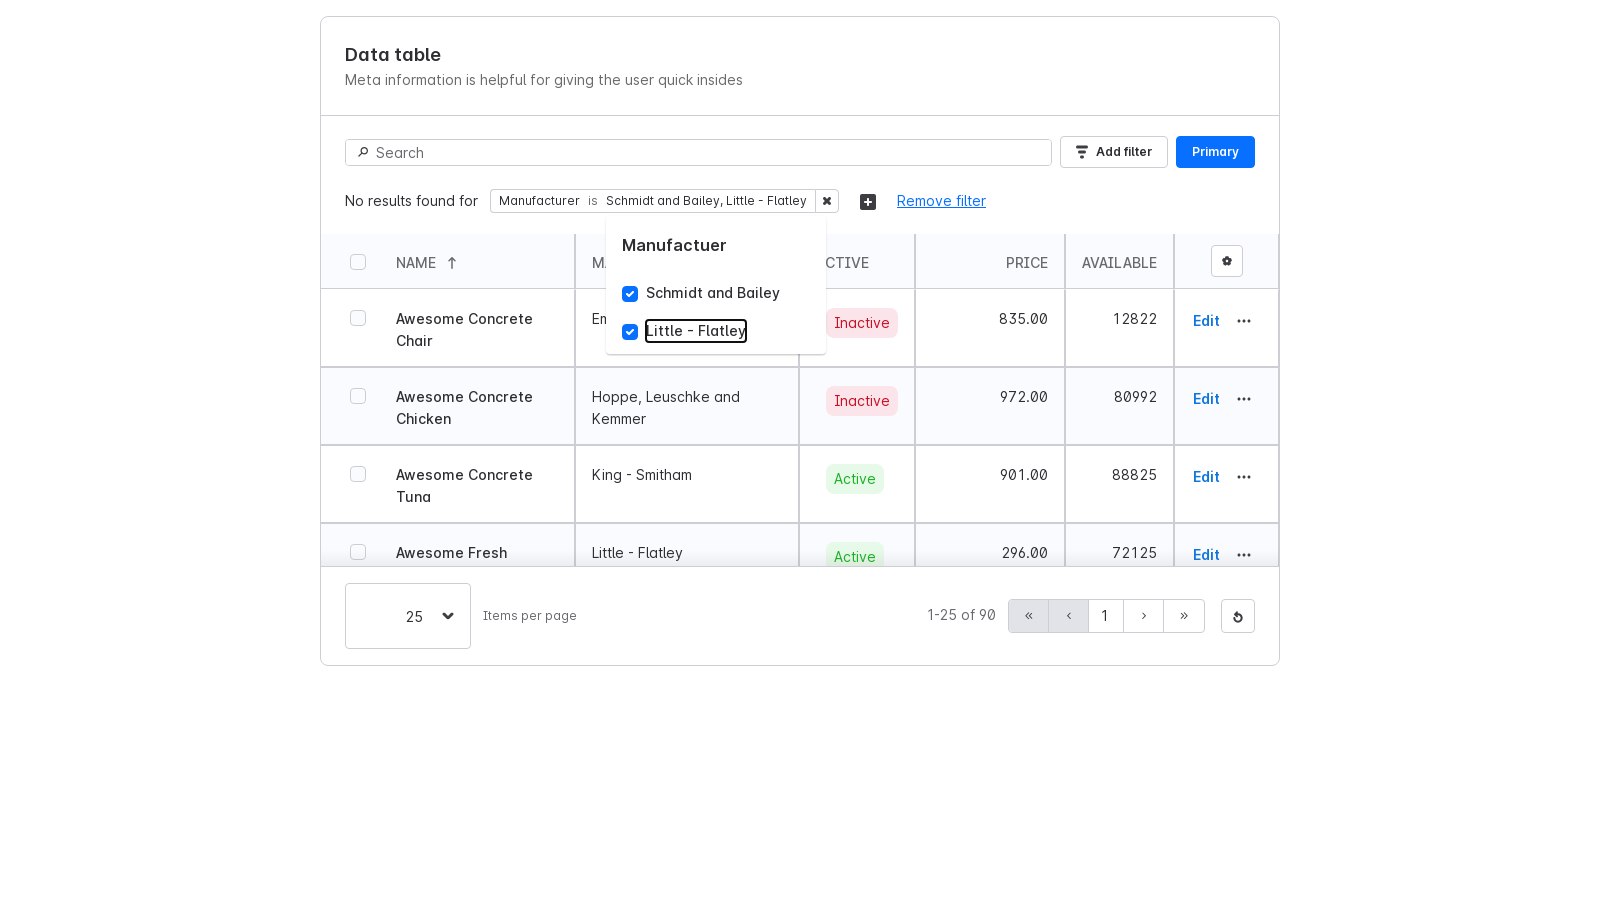 Data table
Meta information is helpful for giving the user quick insides
Search
Add filter
Primary
No results found for Manufacturer is Schmidt and Bailey, Little - Flatley Remove filter
Manufactuer
Schmidt and Bailey
Little - Flatley
NAME CTIVE PRICE AVAILABLE
Awesome Concrete Chair Inactive 835.00 12822 Edit
Awesome Concrete Chicken Hoppe, Leuschke and Kemmer Inactive 972.00 80992 Edit
Awesome Concrete Tuna King - Smitham Active 901.00 88825 Edit
Awesome Fresh Little - Flatley Active 296.00 72125 Edit
25 Items per page 1-25 of 90 « ‹ 1 › »